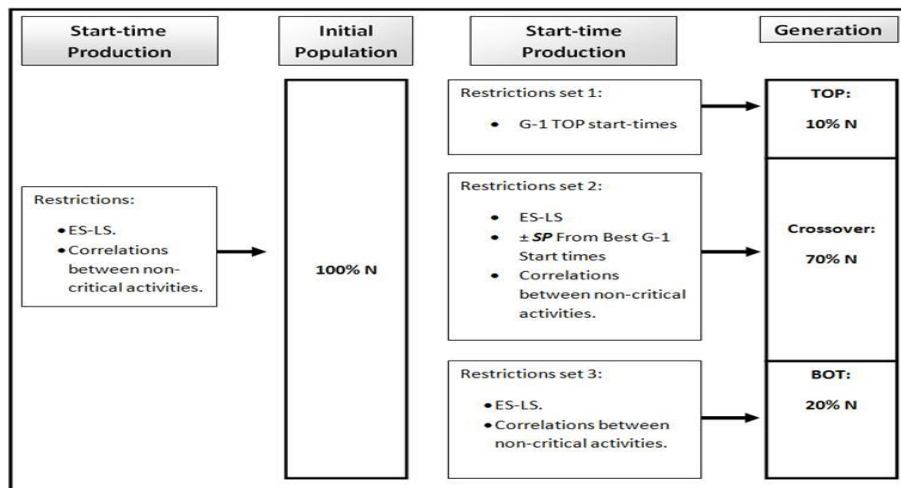 Start-time
Production
Initial
Population
Start-time
Production
Generation
Restrictions:
• ES-LS.
• Correlations
between non-
critical activities.
100% N
Restrictions set 1:
• G-1 TOP start-times
TOP:
10% N
Restrictions set 2:
• ES-LS
• ± SP From Best G-1
Start times
• Correlations
between non-critical
activities.
Crossover:
70% N
Restrictions set 3:
• ES-LS.
• Correlations between
non-critical activities.
BOT:
20% N